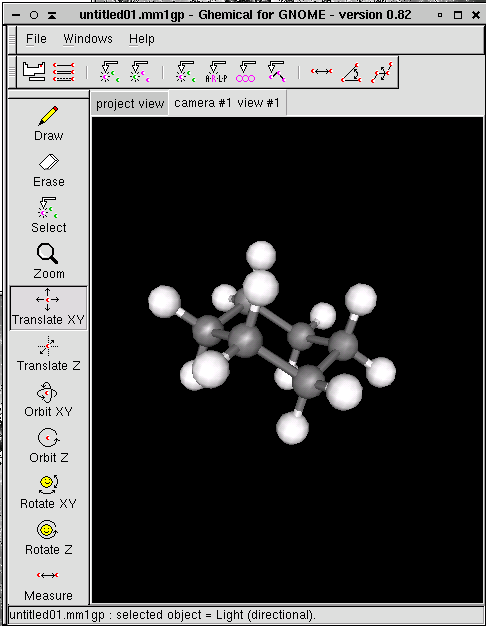 untitled01.mm1gp - Ghemical for GNOME - version 0.82
File Windows Help
A·R·L·P
project view camera #1 view #1
Draw
Erase
Select
Zoom
Translate XY
Translate Z
Orbit XY
Orbit Z
Rotate XY
Rotate Z
Measure
untitled01.mm1gp : selected object = Light (directional).